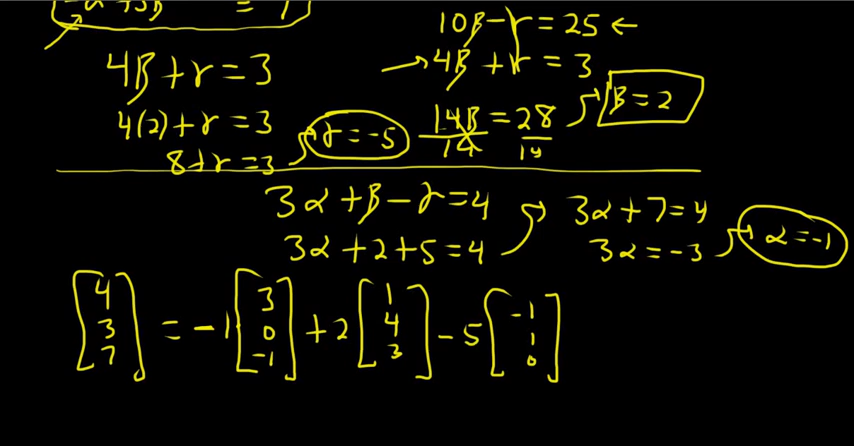 -α + 3β = 7
10β - γ = 25 ←
4β + γ = 3
→ 4β + γ = 3
4(2) + γ = 3
14β = 28
14 14
β = 2
8 + γ = 3
γ = -5
3α + β - γ = 4
3α + 7 = 4
3α + 2 + 5 = 4
3α = -3
α = -1
[4 3 7] = -1 [3 0 -1] + 2 [1 4 3] - 5 [-1 1 0]